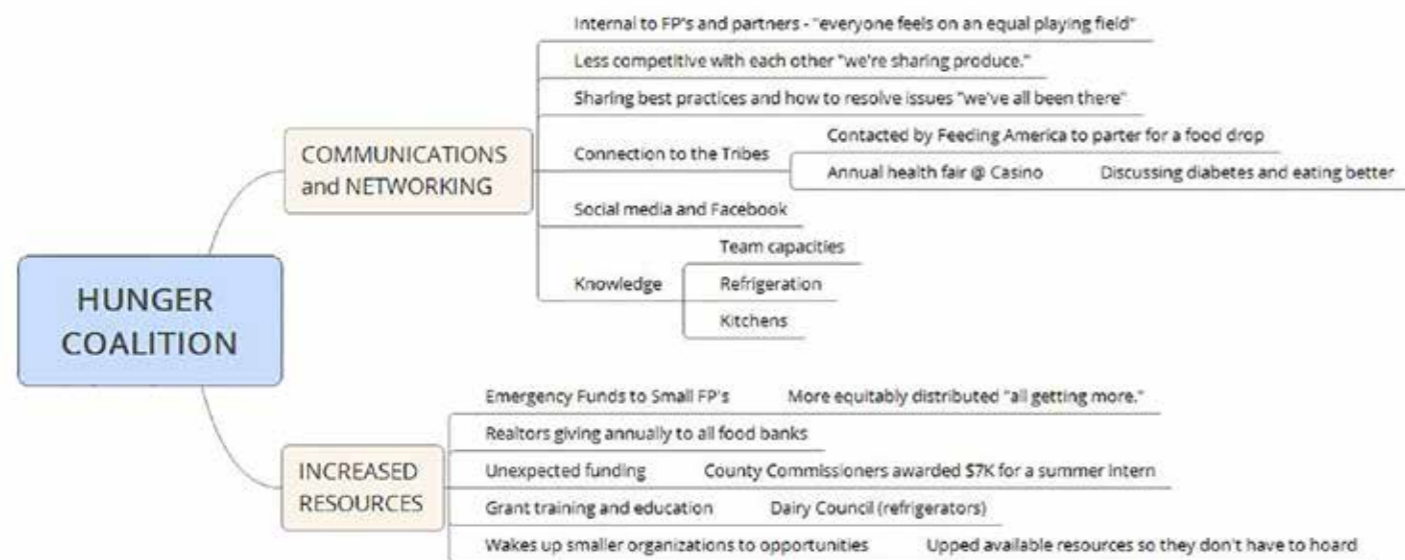 HUNGER
COALITION
COMMUNICATIONS
and NETWORKING
Internal to FP's and partners - "everyone feels on an equal playing field"
Less competitive with each other "we're sharing produce."
Sharing best practices and how to resolve issues "we've all been there"
Connection to the Tribes
Contacted by Feeding America to parter for a food drop
Annual health fair @ Casino
Discussing diabetes and eating better
Social media and Facebook
Knowledge
Team capacities
Refrigeration
Kitchens
INCREASED
RESOURCES
Emergency Funds to Small FP's
More equitably distributed "all getting more."
Realtors giving annually to all food banks
Unexpected funding
County Commissioners awarded $7K for a summer intern
Grant training and education
Dairy Council (refrigerators)
Wakes up smaller organizations to opportunities
Upped available resources so they don't have to hoard